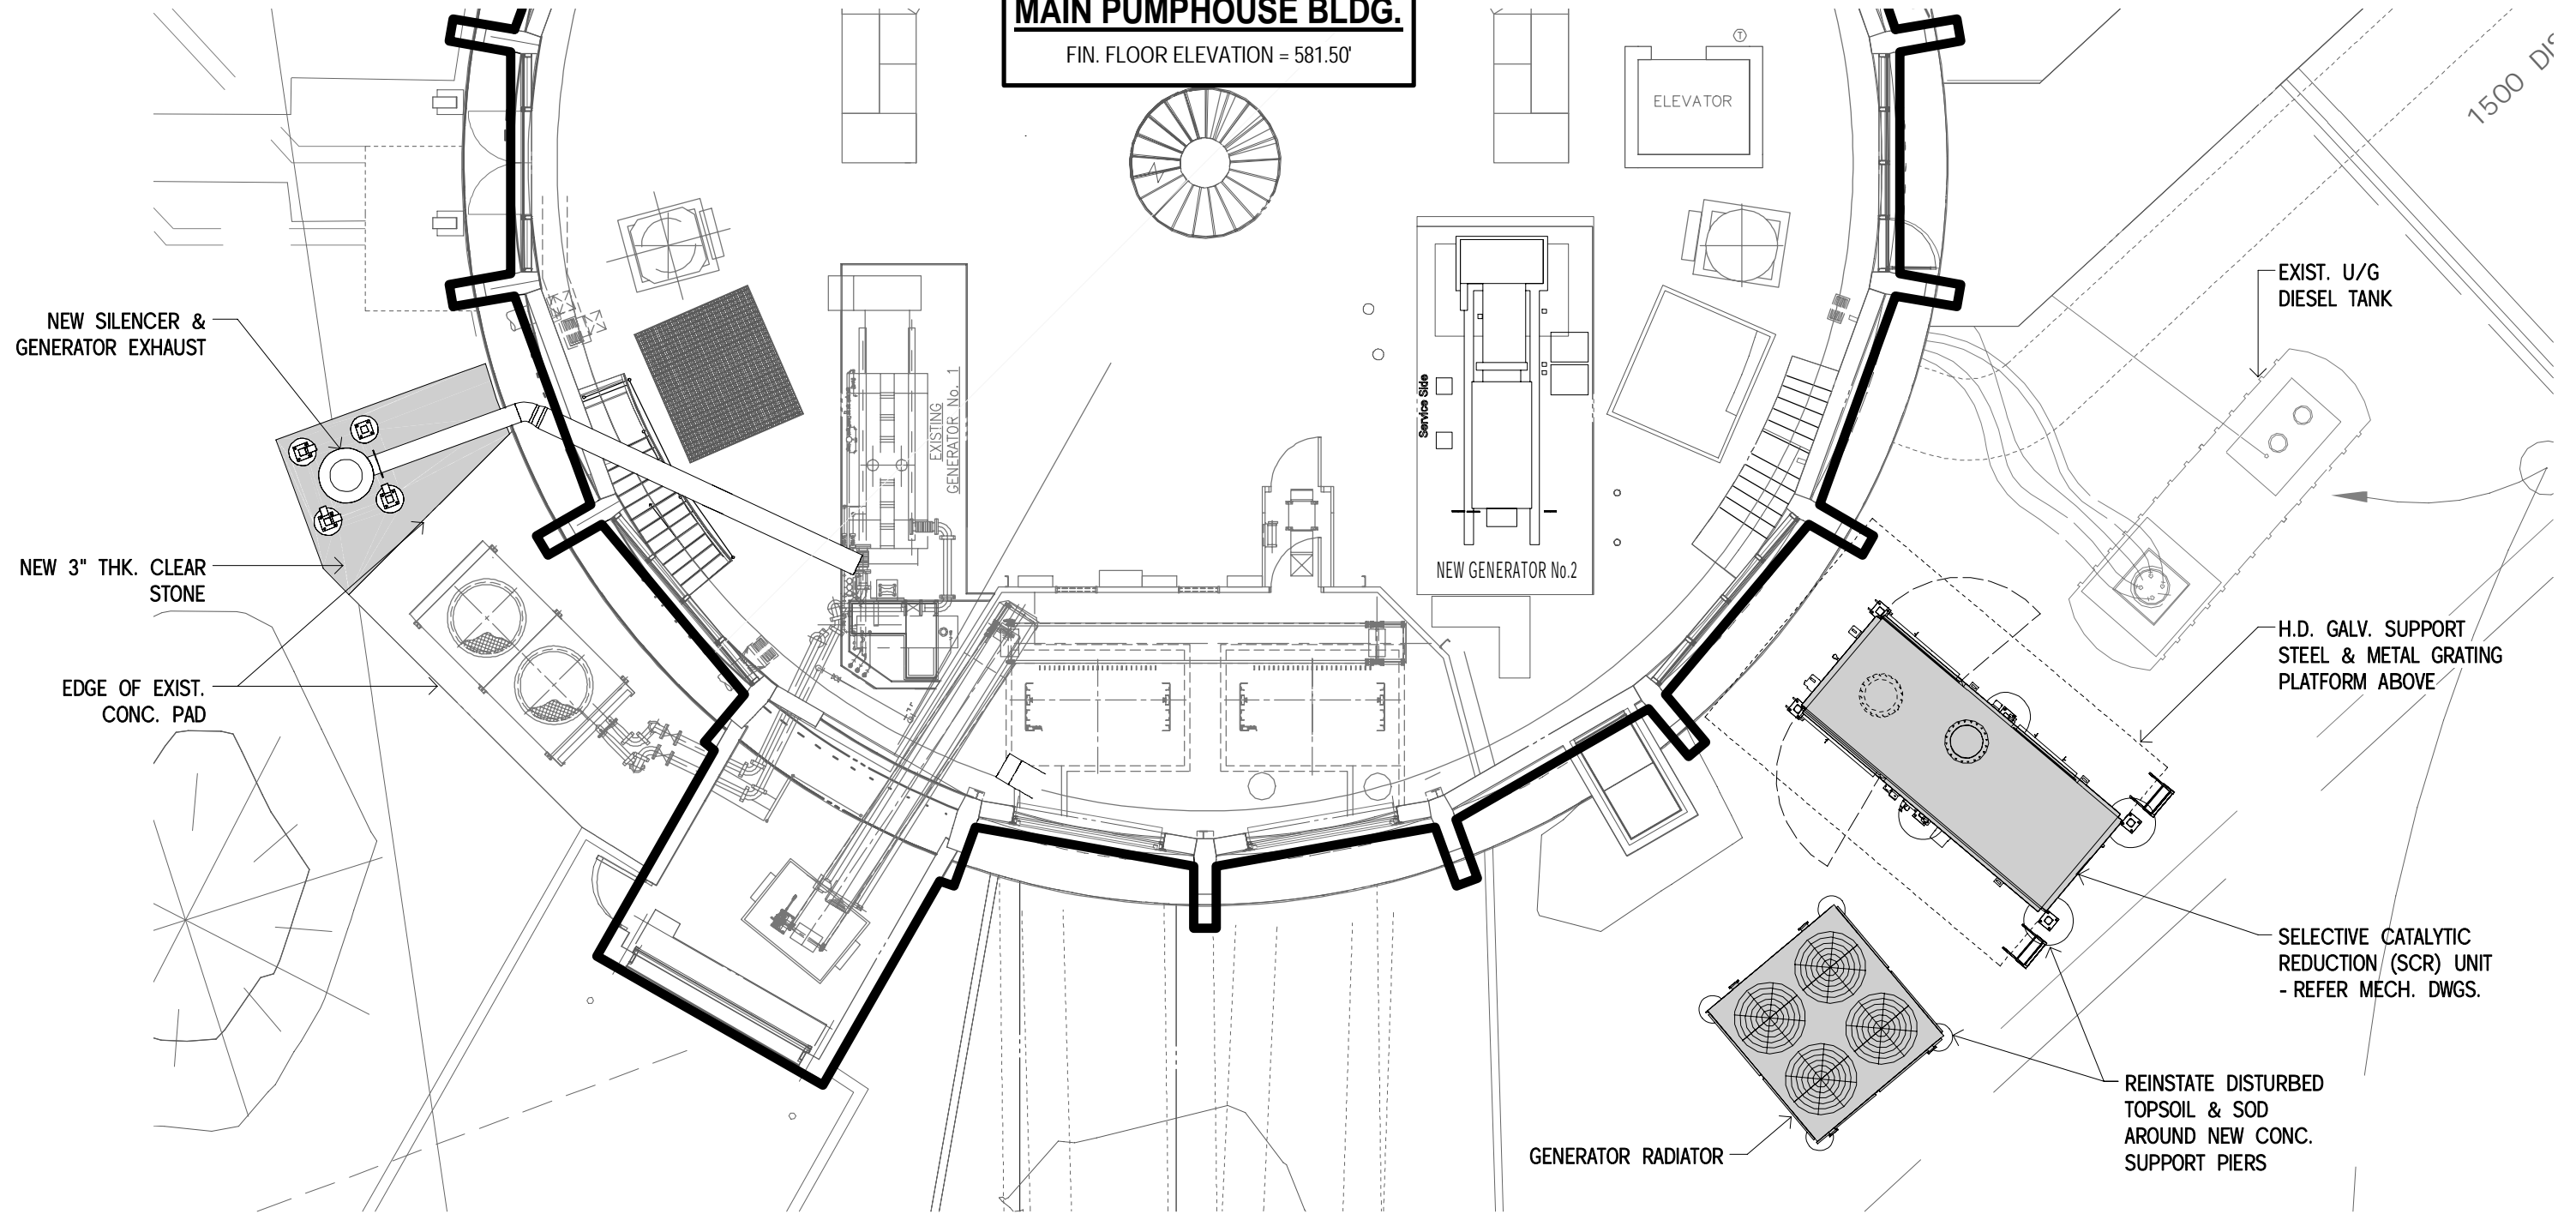 MAIN PUMPHOUSE BLDG.
FIN. FLOOR ELEVATION = 581.50'
T
ELEVATOR
1500
EXIST. U/G
DIESEL TANK
NEW SILENCER &
GENERATOR EXHAUST
EXISTING
GENERATOR No. 1
Service Side
NEW GENERATOR No.2
NEW 3" THK. CLEAR
STONE
EDGE OF EXIST.
CONC. PAD
H.D. GALV. SUPPORT
STEEL & METAL GRATING
PLATFORM ABOVE
SELECTIVE CATALYTIC
REDUCTION (SCR) UNIT
- REFER MECH. DWGS.
REINSTATE DISTURBED
TOPSOIL & SOD
AROUND NEW CONC.
SUPPORT PIERS
GENERATOR RADIATOR